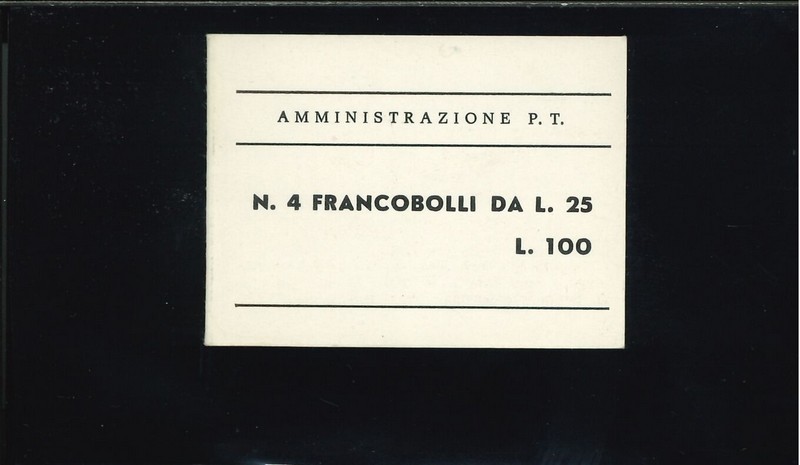 AMMINISTRAZIONE P. T.
N. 4 FRANCOBOLLI DA L. 25
L. 100